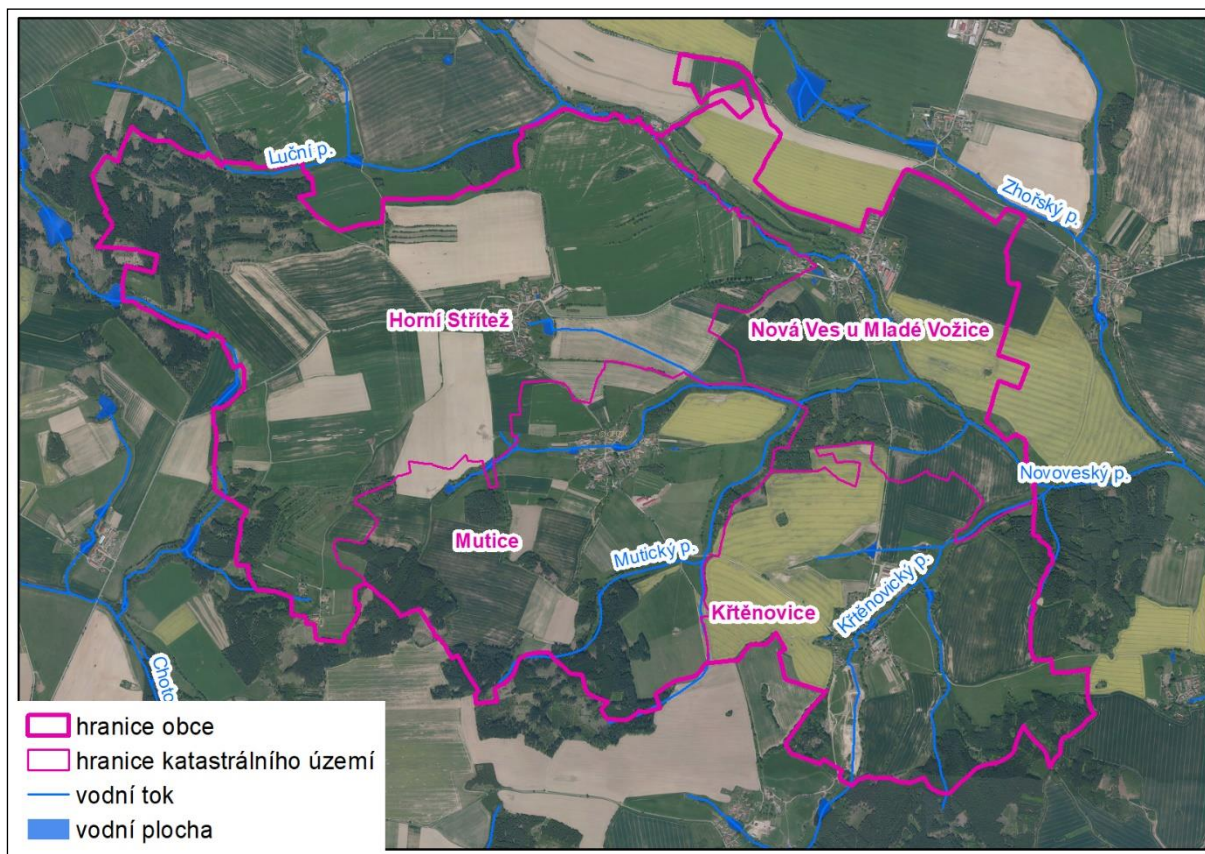 Luční p.
Zhořský p.
Horní Střítež
Nová Ves u Mladé Vožice
Novoveský p.
Mutice
Mutický p.
Křtěnovický p.
Křtěnovice
Choto
hranice obce
hranice katastrálního území
vodní tok
vodní plocha